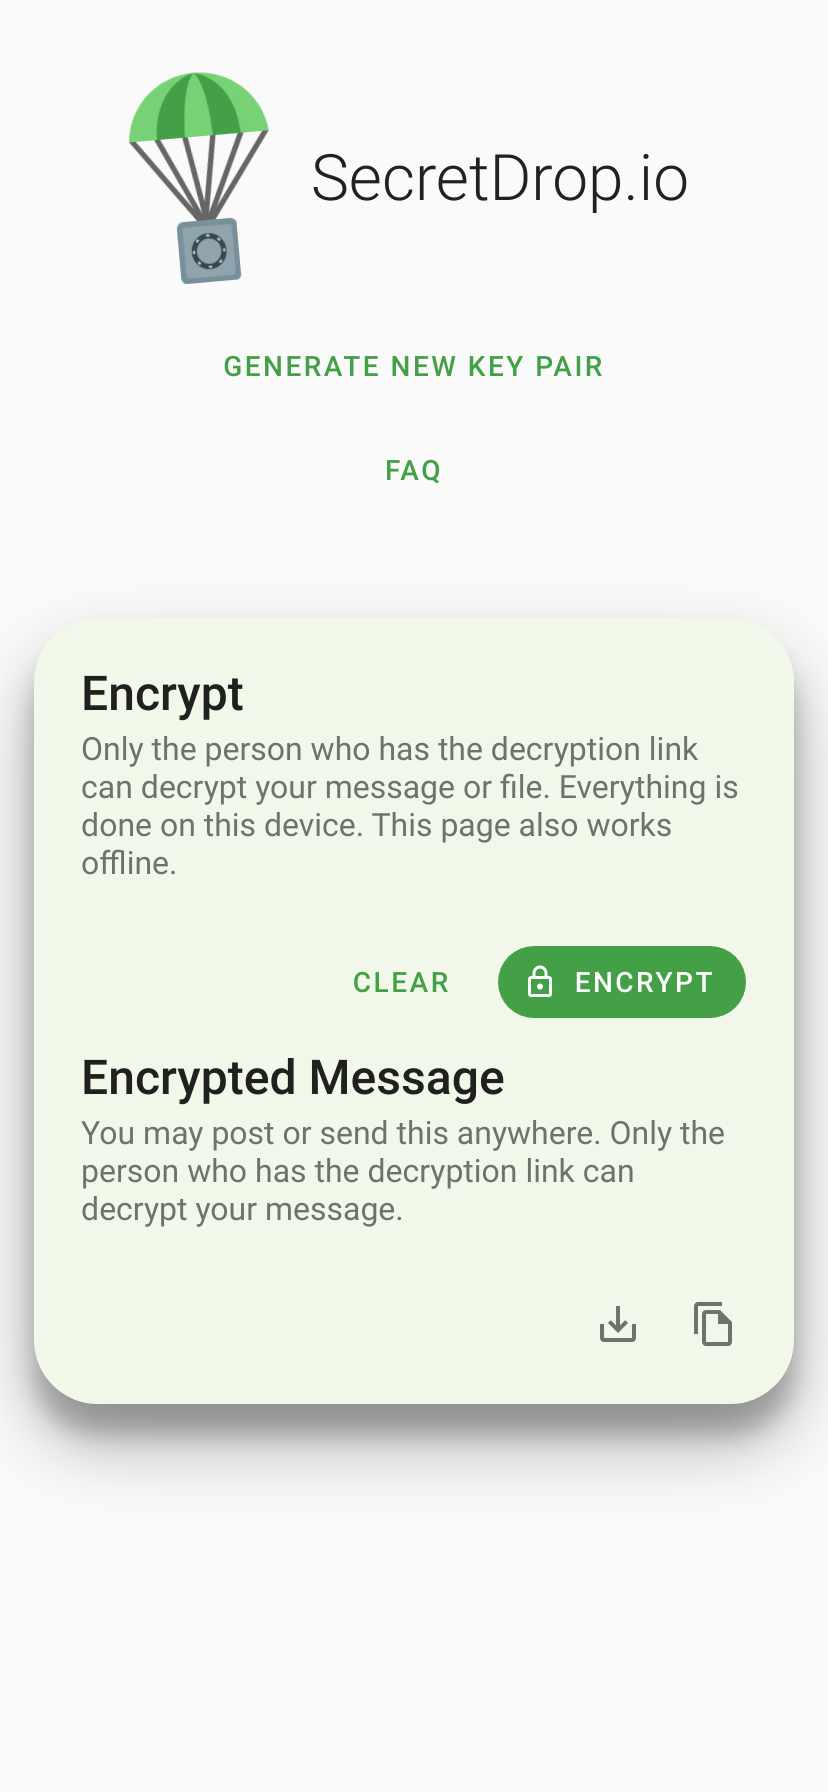 SecretDrop.io
GENERATE NEW KEY PAIR
FAQ
Encrypt
Only the person who has the decryption link
can decrypt your message or file. Everything is
done on this device. This page also works
offline.
CLEAR
ENCRYPT
Encrypted Message
You may post or send this anywhere. Only the
person who has the decryption link can
decrypt your message.